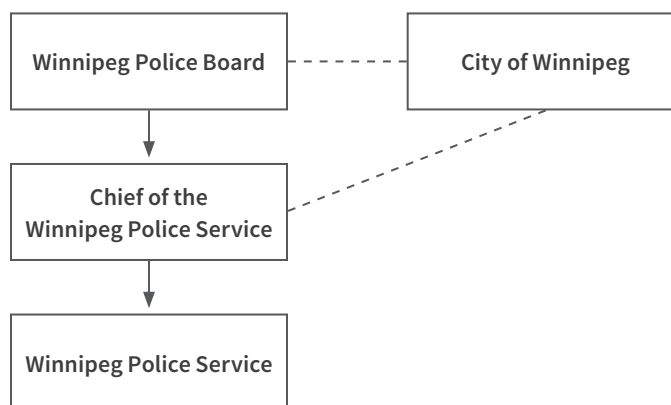 Winnipeg Police Board
City of Winnipeg
Chief of the
Winnipeg Police Service
Winnipeg Police Service